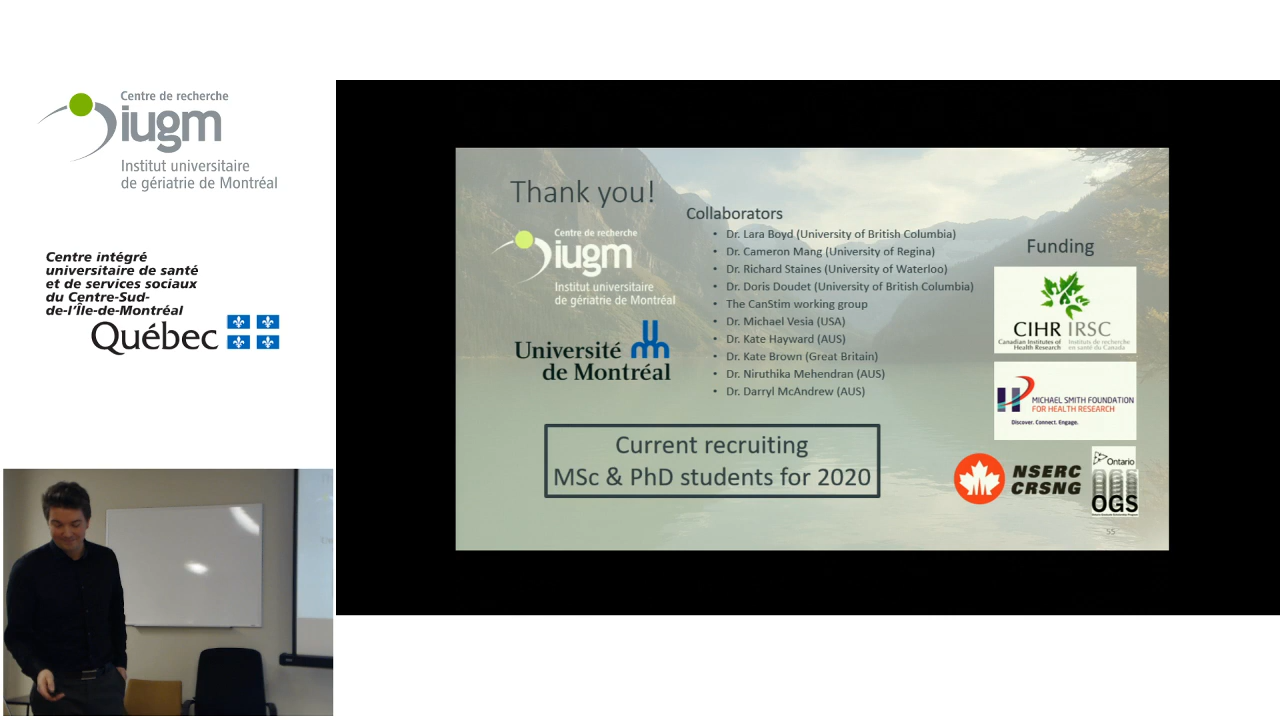 Centre de recherche
iugm
Institut universitaire
de gériatrie de Montréal
Centre intégré
universitaire de santé
et de services sociaux
du Centre-Sud-
de-l'Île-de-Montréal
Québec
Thank you!
Centre de recherche
iugm
Institut universitaire
de gériatrie de Montréal
Université
de Montréal
Collaborators
• Dr. Lara Boyd (University of British Columbia)
• Dr. Cameron Mang (University of Regina)
• Dr. Richard Staines (University of Waterloo)
• Dr. Doris Doudet (University of British Columbia)
• The CanStim working group
• Dr. Michael Vesia (USA)
• Dr. Kate Hayward (AUS)
• Dr. Kate Brown (Great Britain)
• Dr. Niruthika Mehendran (AUS)
• Dr. Darryl McAndrew (AUS)
Current recruiting
MSc & PhD students for 2020
Funding
CIHR IRSC
Canadian Institutes of Health Research
Instituts de recherche en santé du Canada
MICHAEL SMITH FOUNDATION
FOR HEALTH RESEARCH
Discover. Connect. Engage.
NSERC
CRSNG
Ontario
OGS
55